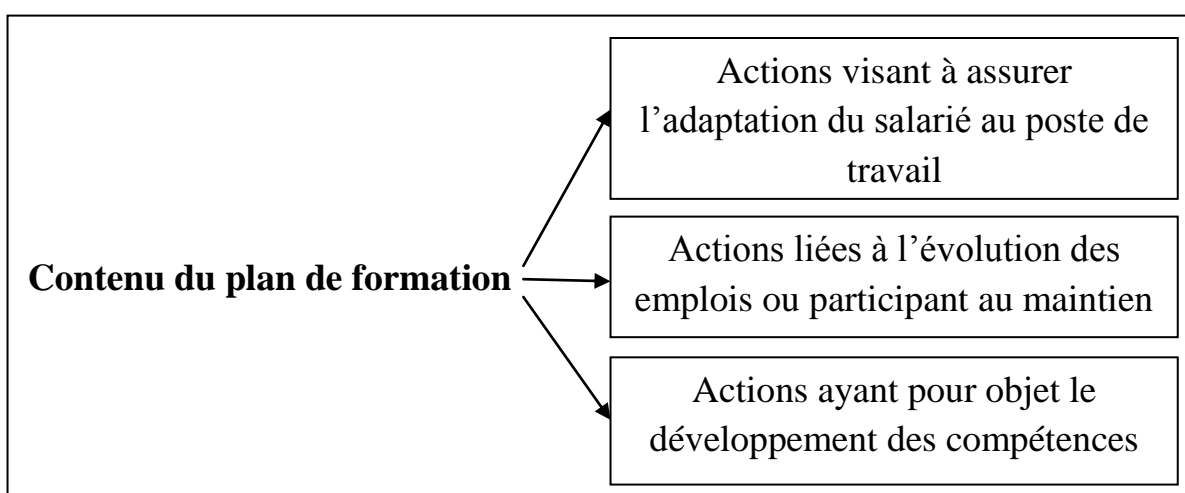 Actions visant à assurer
l’adaptation du salarié au poste de
travail
Contenu du plan de formation
Actions liées à l’évolution des
emplois ou participant au maintien
Actions ayant pour objet le
développement des compétences